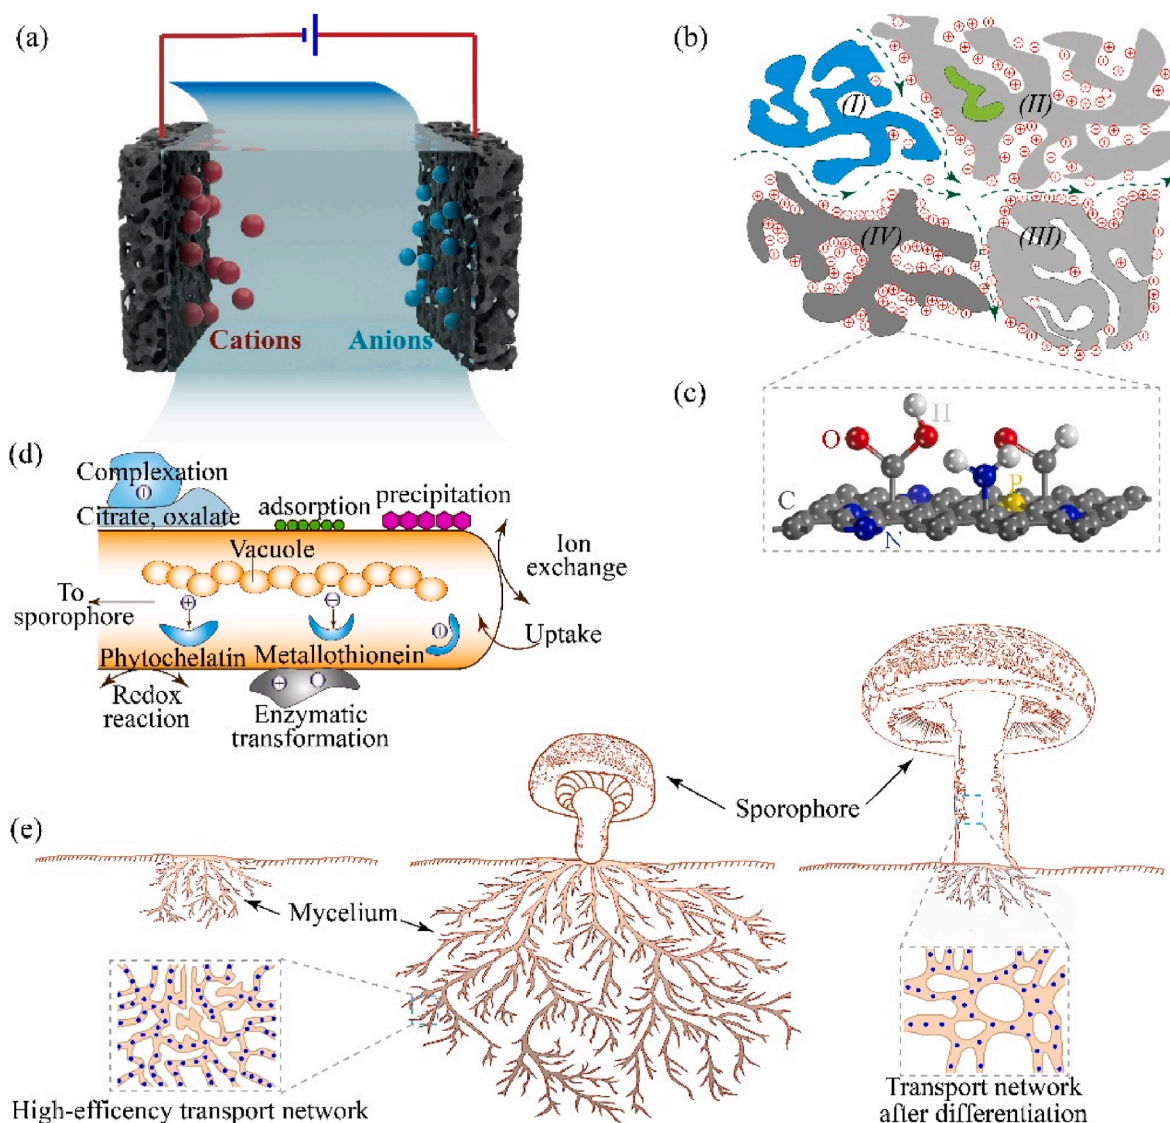 (a)
Cations
Anions
(b)
(I)
(II)
(IV)
(III)
(c)
H
O
P
C
N
(d)
Complexation
Citrate, oxalate
adsorption
precipitation
Vacuole
Ion
exchange
To
sporophore
Uptake
Phytochelatin
Metallothionein
Redox
reaction
Enzymatic
transformation
Sporophore
(e)
Mycelium
High-efficency transport network
Transport network
after differentiation